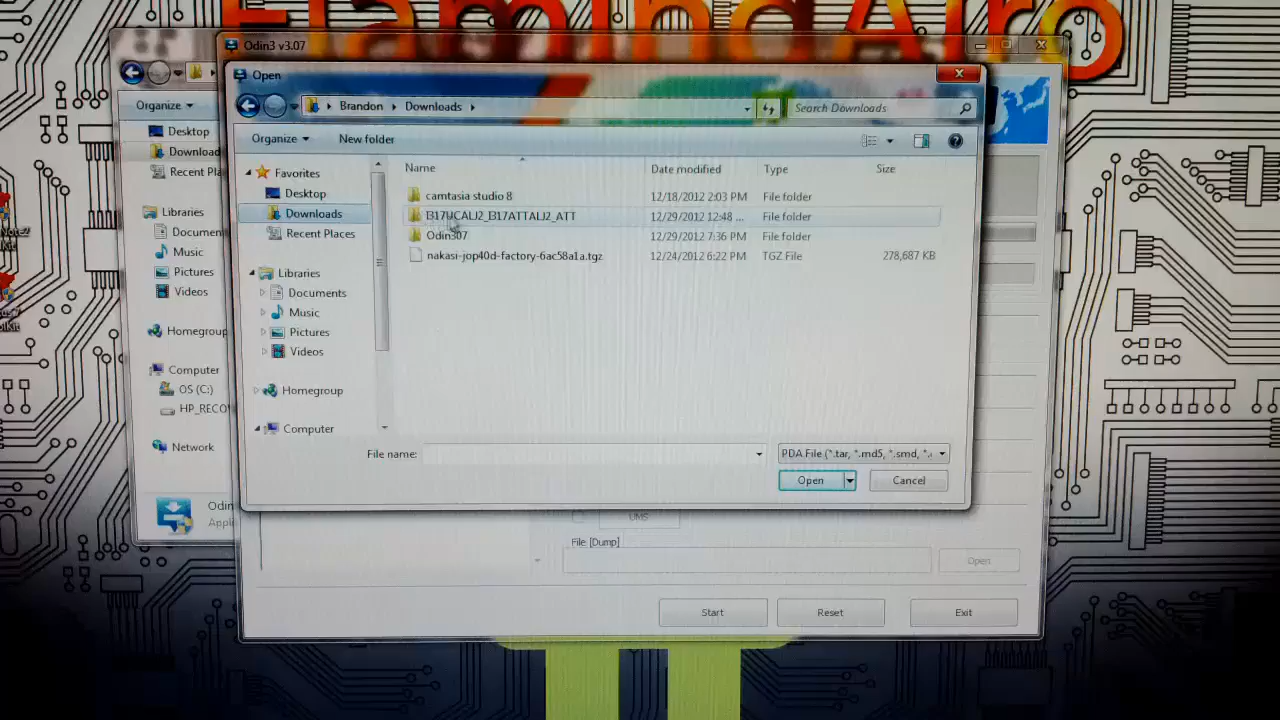 FlamingAiro
Odin3 v3.07
Open
Brandon
Downloads
Search Downloads
Organize
New folder
Name
Date modified
Type
Size
Favorites
Desktop
Downloads
Recent Places
Libraries
Documents
Music
Pictures
Videos
Homegroup
Computer
camtasia studio 8
12/18/2012 2:03 PM
File folder
I317UCALJ2_I317ATTALJ2_ATT
12/29/2012 12:48 ...
File folder
Odin307
12/29/2012 7:36 PM
File folder
nakasi-jop40d-factory-6ac58a1a.tgz
12/24/2012 6:22 PM
TGZ File
278,687 KB
File name:
PDA File (*.tar, *.md5, *.smd, *.
Open
Cancel
Organize
Desktop
Download
Recent Pla
Libraries
Documen
Music
Pictures
Videos
Homegroup
Computer
OS (C:)
HP_RECO
Network
Odin
Applic
UMS
File [Dump]
Open
Start
Reset
Exit